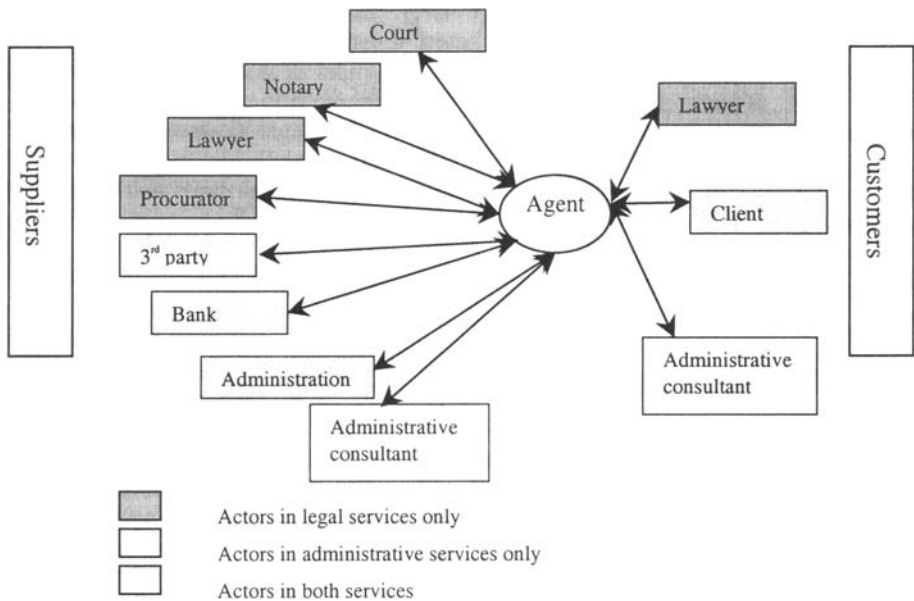 Suppliers
Court
Notary
Lawyer
Procurator
3rd party
Bank
Administration
Administrative
consultant
Agent
Lawyer
Client
Administrative
consultant
Customers
Actors in legal services only
Actors in administrative services only
Actors in both services